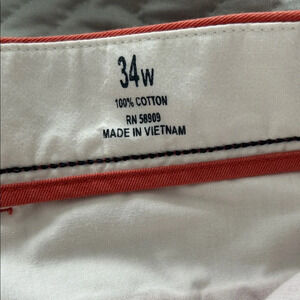 34W
100% COTTON
RN 58909
MADE IN VIETNAM